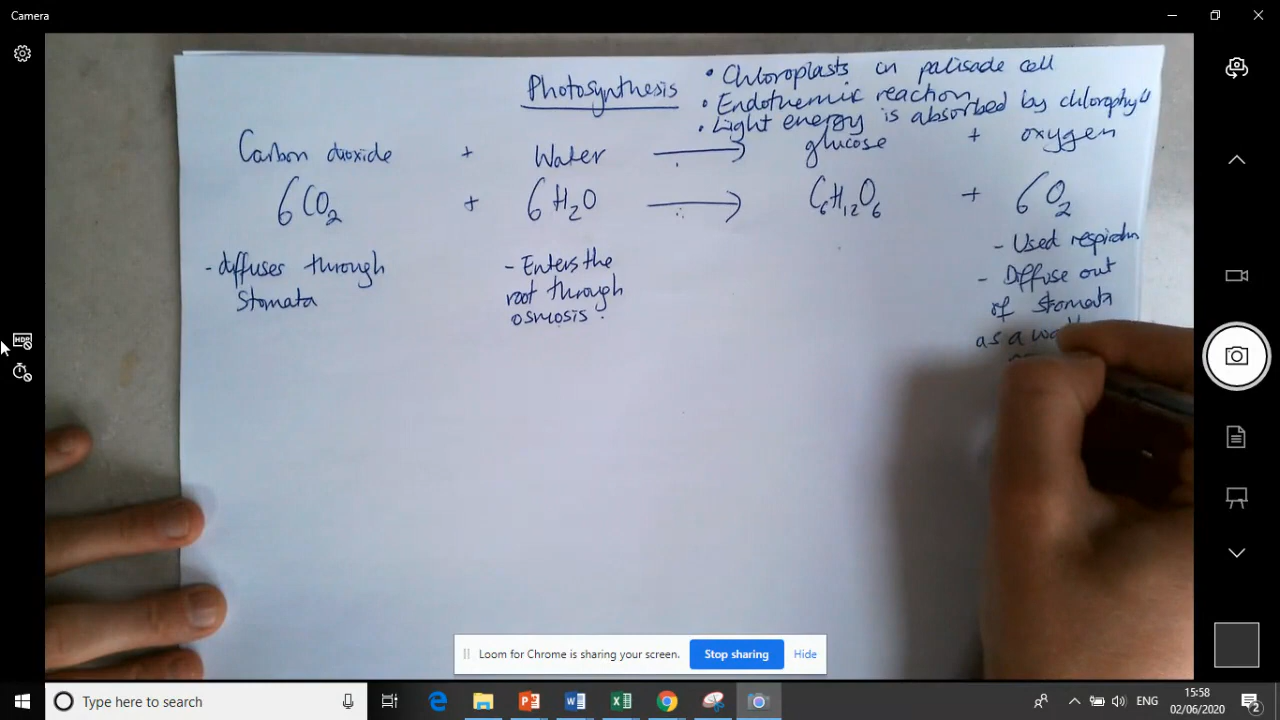 Camera
Photosynthesis
• Chloroplasts in palisade cell
• Endothermic reaction
• Light energy is absorbed by chlorophyll
Carbon dioxide + Water → glucose + oxygen
6CO₂ + 6H₂O → C₆H₁₂O₆ + 6O₂
- diffuses through
Stomata
- Enters the
root through
osmosis.
- Used
- Diffuse out
of stomata
as a
Loom for Chrome is sharing your screen. Stop sharing Hide
Type here to search
ENG
15:58
02/06/2020
2